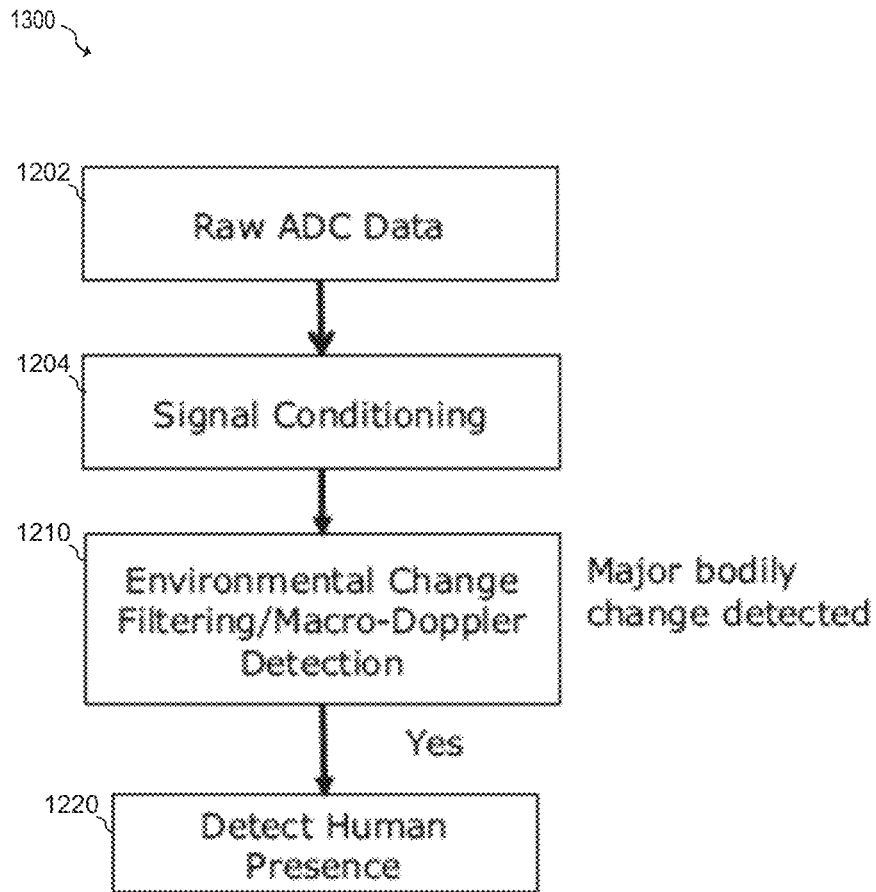 1300
1202
Raw ADC Data
1204
Signal Conditioning
1210
Environmental Change
Filtering/Macro-Doppler
Detection
Major bodily
change detected
Yes
1220
Detect Human
Presence